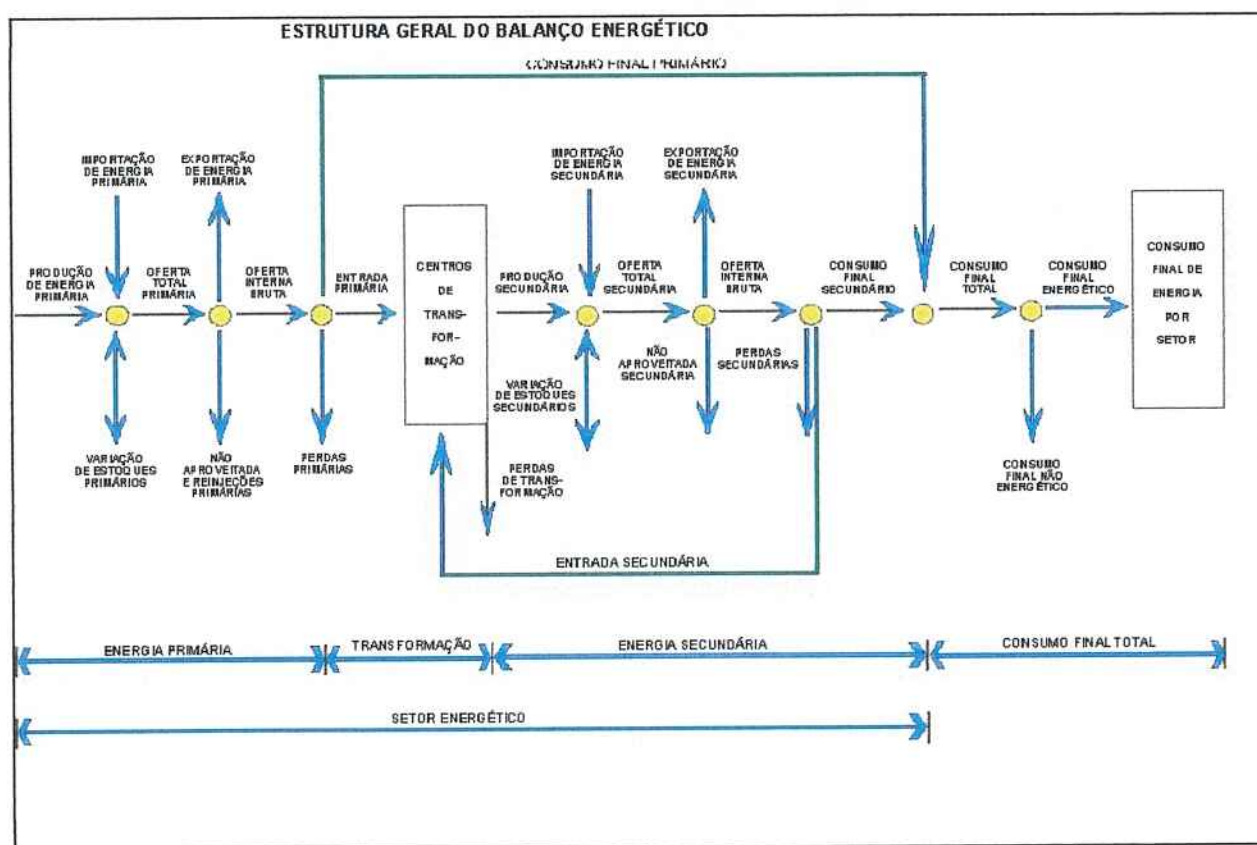 ESTRUTURA GERAL DO BALANÇO ENERGÉTICO
CONSUMO FINAL PRIMÁRIO
IMPORTAÇÃO
DE ENERGIA
PRIMÁRIA
EXPORTAÇÃO
DE ENERGIA
PRIMÁRIA
IMPORTAÇÃO
DE ENERGIA
SECUNDÁRIA
EXPORTAÇÃO
DE ENERGIA
SECUNDÁRIA
PRODUÇÃO
DE ENERGIA
PRIMÁRIA
OFERTA
TOTAL
PRIMÁRIA
OFERTA
INTERNA
BRUTA
ENTRADA
PRIMÁRIA
CENTROS
DE
TRANS-
FOR-
MAÇÃO
PRODUÇÃO
SECUNDÁRIA
OFERTA
TOTAL
SECUNDÁRIA
OFERTA
INTERNA
BRUTA
CONSUMO
FINAL
SECUNDÁRIO
CONSUMO
FINAL
TOTAL
CONSUMO
FINAL
ENERGÉTICO
CONSUMO
FINAL DE
ENERGIA
POR
SETOR
VARIAÇÃO
DE ESTOQUES
PRIMÁRIOS
NÃO
APROVEITADA
E REINJEÇÕES
PRIMÁRIAS
PERDAS
PRIMÁRIAS
PERDAS
DE TRANS-
FORMAÇÃO
VARIAÇÃO
DE ESTOQUES
SECUNDÁRIOS
NÃO
APROVEITADA
SECUNDÁRIA
PERDAS
SECUNDÁRIAS
CONSUMO
FINAL NÃO
ENERGÉTICO
ENTRADA SECUNDÁRIA
ENERGIA PRIMÁRIA
TRANSFORMAÇÃO
ENERGIA SECUNDÁRIA
CONSUMO FINAL TOTAL
SETOR ENERGÉTICO